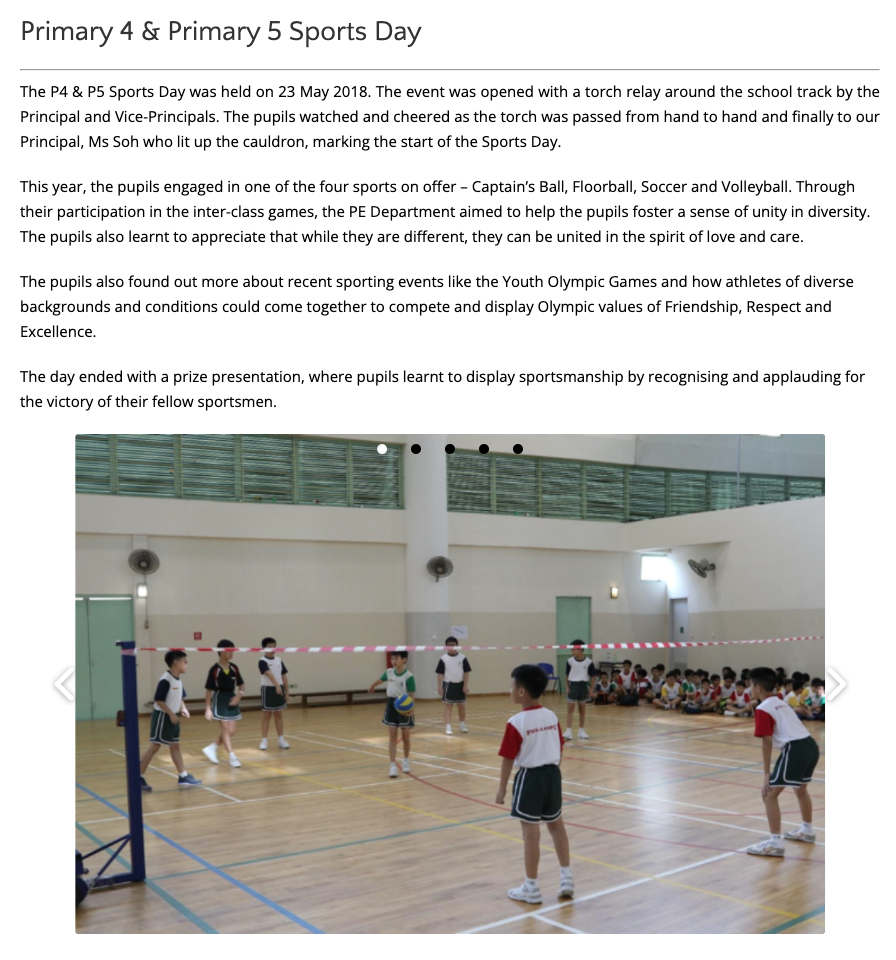 Primary 4 & Primary 5 Sports Day
The P4 & P5 Sports Day was held on 23 May 2018. The event was opened with a torch relay around the school track by the
Principal and Vice-Principals. The pupils watched and cheered as the torch was passed from hand to hand and finally to our
Principal, Ms Soh who lit up the cauldron, marking the start of the Sports Day.
This year, the pupils engaged in one of the four sports on offer – Captain’s Ball, Floorball, Soccer and Volleyball. Through
their participation in the inter-class games, the PE Department aimed to help the pupils foster a sense of unity in diversity.
The pupils also learnt to appreciate that while they are different, they can be united in the spirit of love and care.
The pupils also found out more about recent sporting events like the Youth Olympic Games and how athletes of diverse
backgrounds and conditions could come together to compete and display Olympic values of Friendship, Respect and
Excellence.
The day ended with a prize presentation, where pupils learnt to display sportsmanship by recognising and applauding for
the victory of their fellow sportsmen.